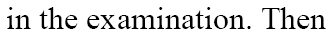 in the examination. Then